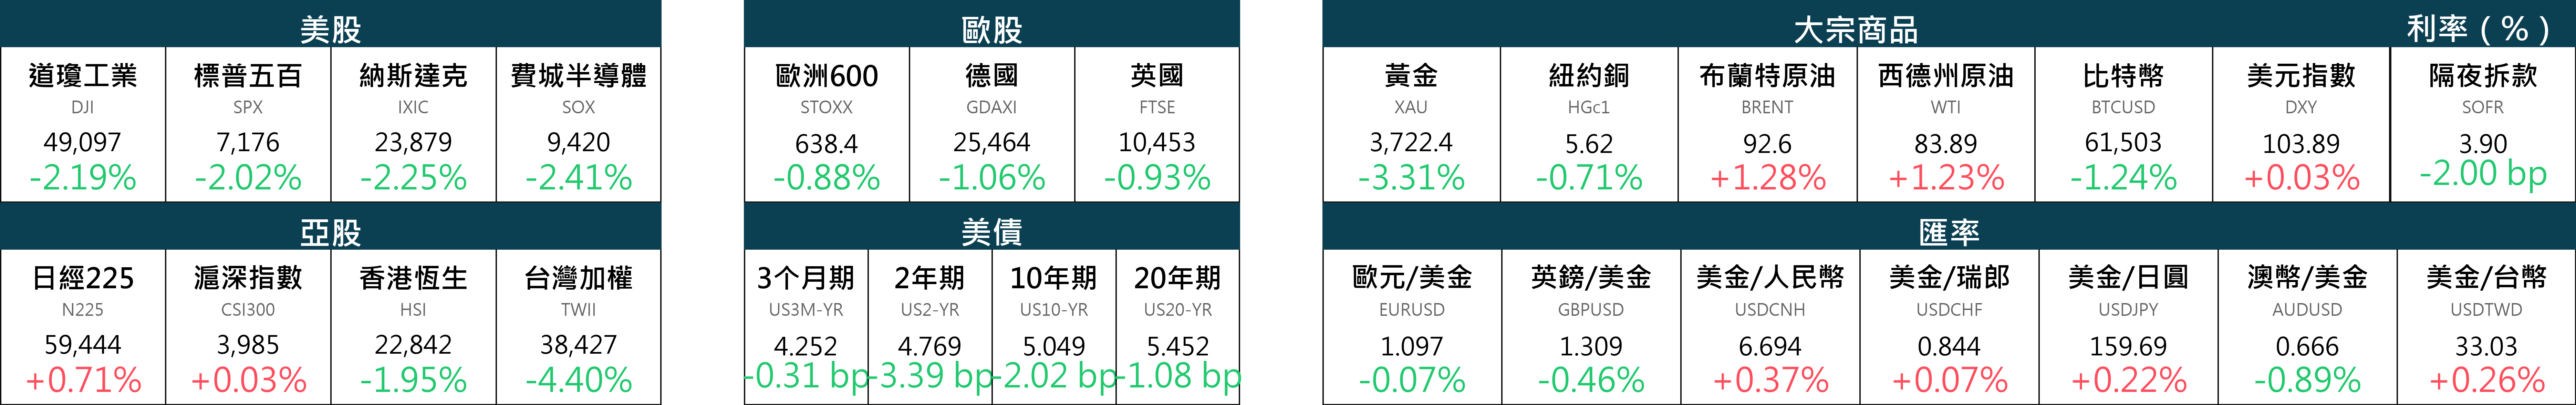 美股
道瓊工業 標普五百 納斯達克 費城半導體
DJI SPX IXIC SOX
49,097 7,176 23,879 9,420
-2.19% -2.02% -2.25% -2.41%
亞股
日經225 滬深指數 香港恆生 台灣加權
N225 CSI300 HSI TWII
59,444 3,985 22,842 38,427
+0.71% +0.03% -1.95% -4.40%
歐股
歐洲600 德國 英國
STOXX GDAXI FTSE
638.4 25,464 10,453
-0.88% -1.06% -0.93%
美債
3个月期 2年期 10年期 20年期
US3M-YR US2-YR US10-YR US20-YR
4.252 4.769 5.049 5.452
-0.31 bp -3.39 bp -2.02 bp -1.08 bp
大宗商品 利率（%）
黃金 紐約銅 布蘭特原油 西德州原油 比特幣 美元指數 隔夜拆款
XAU HGc1 BRENT WTI BTCUSD DXY SOFR
3,722.4 5.62 92.6 83.89 61,503 103.89 3.90
-3.31% -0.71% +1.28% +1.23% -1.24% +0.03% -2.00 bp
匯率
歐元/美金 英鎊/美金 美金/人民幣 美金/瑞郎 美金/日圓 澳幣/美金 美金/台幣
EURUSD GBPUSD USDCNH USDCHF USDJPY AUDUSD USDTWD
1.097 1.309 6.694 0.844 159.69 0.666 33.03
-0.07% -0.46% +0.37% +0.07% +0.22% -0.89% +0.26%